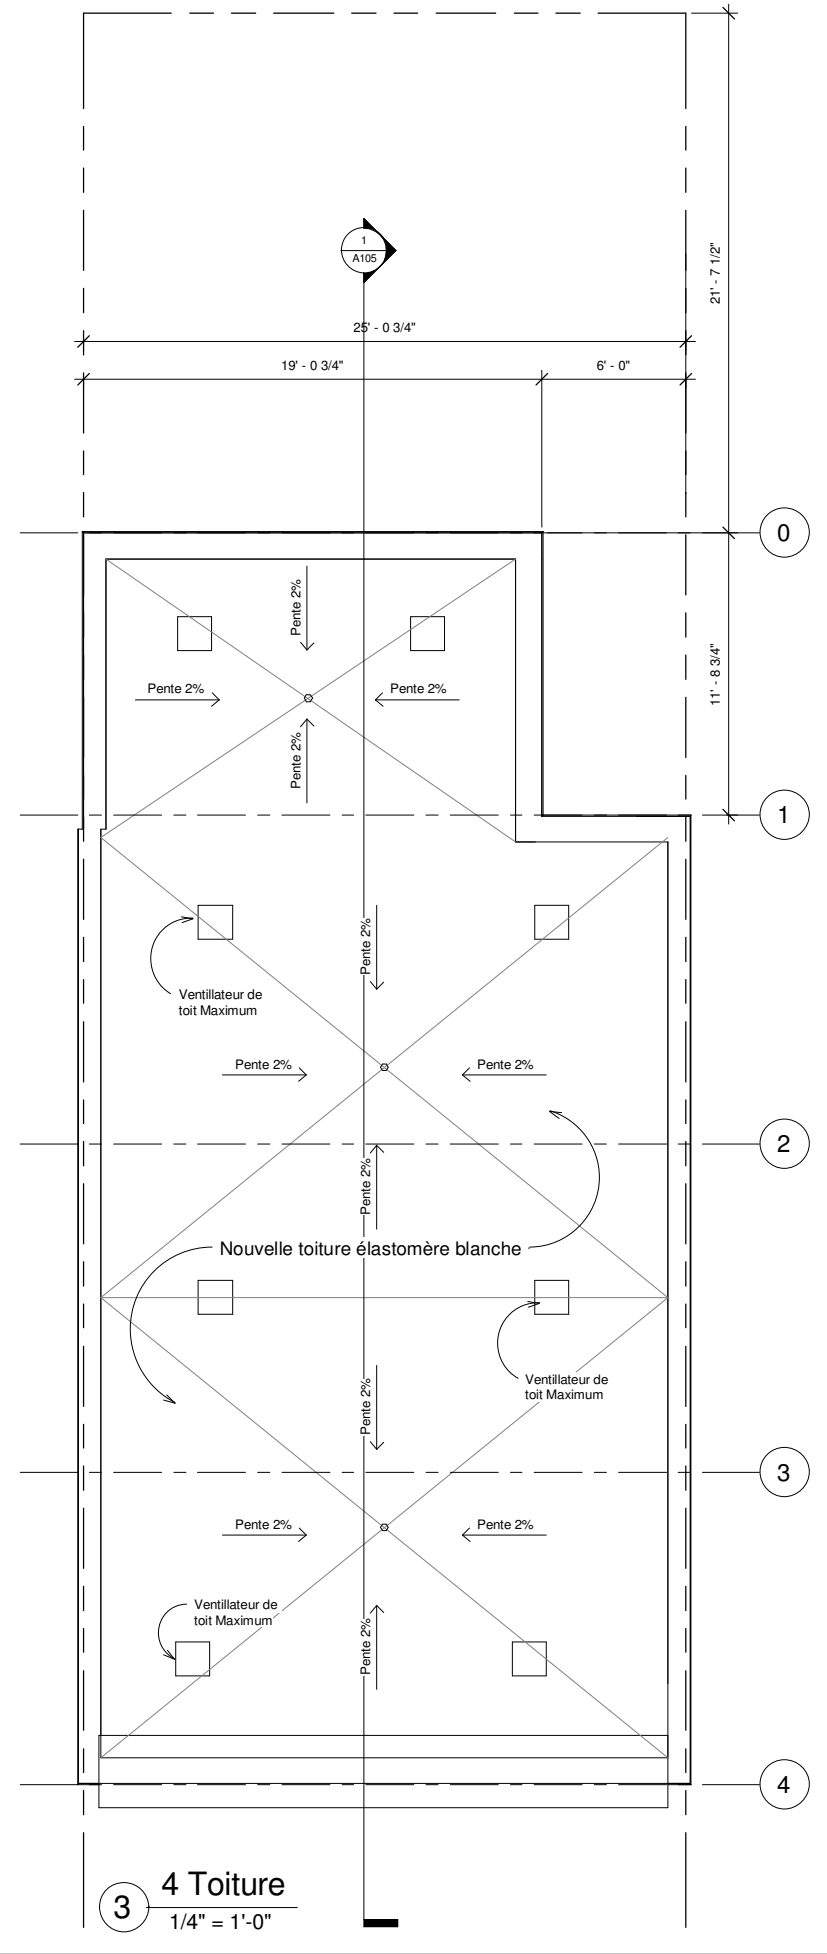 1
A105
21' - 7 1/2"
25' - 0 3/4"
19' - 0 3/4"
6' - 0"
0
Pente 2%
Pente 2%
Pente 2%
11' - 8 3/4"
Pente 2%
1
Pente 2%
Ventillateur de
toit Maximum
Pente 2%
Pente 2%
2
Pente 2%
Nouvelle toiture élastomère blanche
Ventillateur de
toit Maximum
Pente 2%
3
Pente 2%
Pente 2%
Ventillateur de
toit Maximum
Pente 2%
4
3
4 Toiture
1/4" = 1'-0"